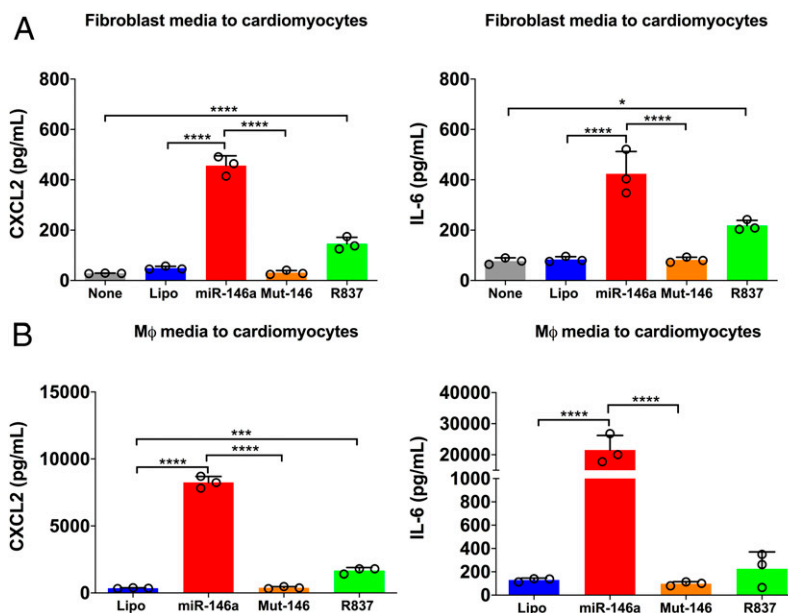 A
Fibroblast media to cardiomyocytes
CXCL2 (pg/mL)
800
600
400
200
0
****
****
****
None Lipo miR-146a Mut-146 R837
Fibroblast media to cardiomyocytes
IL-6 (pg/mL)
800
600
400
200
0
*
****
****
None Lipo miR-146a Mut-146 R837
B
Mϕ media to cardiomyocytes
CXCL2 (pg/mL)
15000
10000
5000
0
***
****
****
Lipo miR-146a Mut-146 R837
Mϕ media to cardiomyocytes
IL-6 (pg/mL)
40000
30000
20000
10000
1000
800
600
400
200
0
****
****
Lipo miR-146a Mut-146 R837